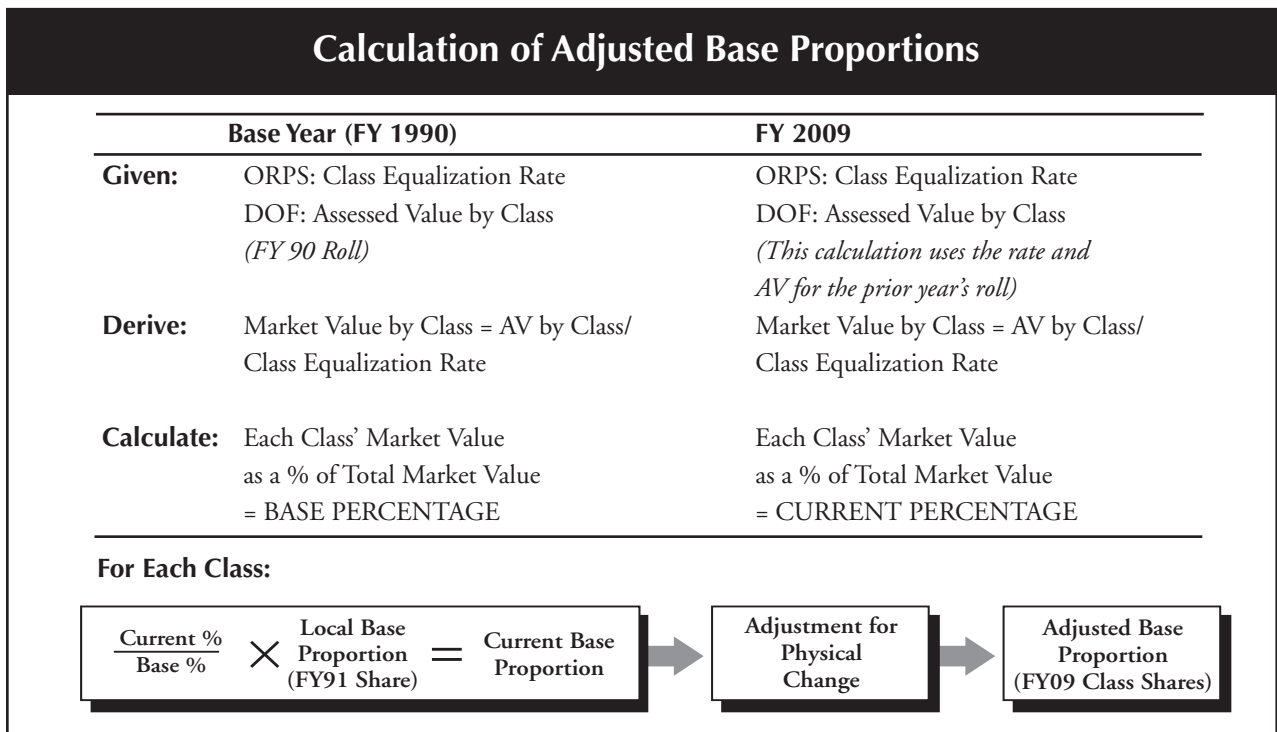 Calculation of Adjusted Base Proportions
Base Year (FY 1990)
FY 2009
Given:
ORPS: Class Equalization Rate
DOF: Assessed Value by Class
(FY 90 Roll)
ORPS: Class Equalization Rate
DOF: Assessed Value by Class
(This calculation uses the rate and
AV for the prior year’s roll)
Derive:
Market Value by Class = AV by Class/
Class Equalization Rate
Market Value by Class = AV by Class/
Class Equalization Rate
Calculate:
Each Class’ Market Value
as a % of Total Market Value
= BASE PERCENTAGE
Each Class’ Market Value
as a % of Total Market Value
= CURRENT PERCENTAGE
For Each Class:
Current %
Base %
×
Local Base
Proportion
(FY91 Share)
=
Current Base
Proportion
Adjustment for
Physical
Change
Adjusted Base
Proportion
(FY09 Class Shares)